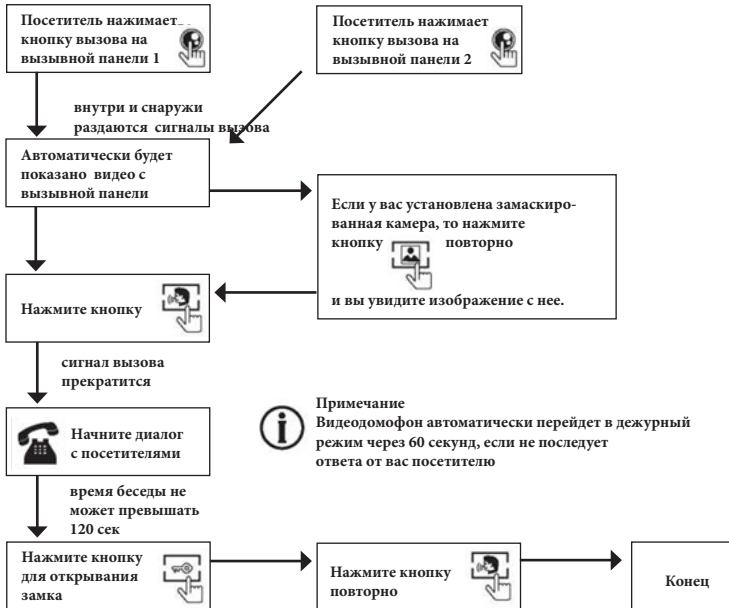 Посетитель нажимает
кнопку вызова на
вызывной панели 1
Посетитель нажимает
кнопку вызова на
вызывной панели 2
внутри и снаружи
раздаются сигналы вызова
Автоматически будет
показано видео с
вызывной панели
Если у вас установлена замаскиро-
ванная камера, то нажмите
кнопку повторно
и вы увидите изображение с нее.
Нажмите кнопку
сигнал вызова
прекратится
Начните диалог
с посетителями
Примечание
Видеодомофон автоматически перейдет в дежурный
режим через 60 секунд, если не последует
ответа от вас посетителю
время беседы не
может превышать
120 сек
Нажмите кнопку
для открывания
замка
Нажмите кнопку
повторно
Конец